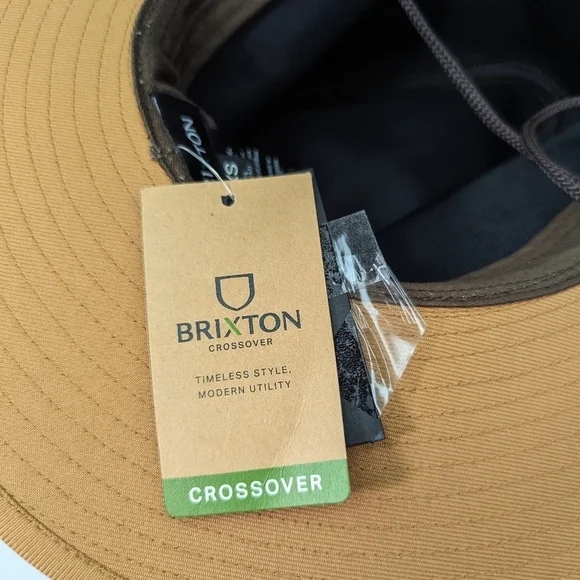 BRIXTON
CROSSOVER
TIMELESS STYLE,
MODERN UTILITY
CROSSOVER